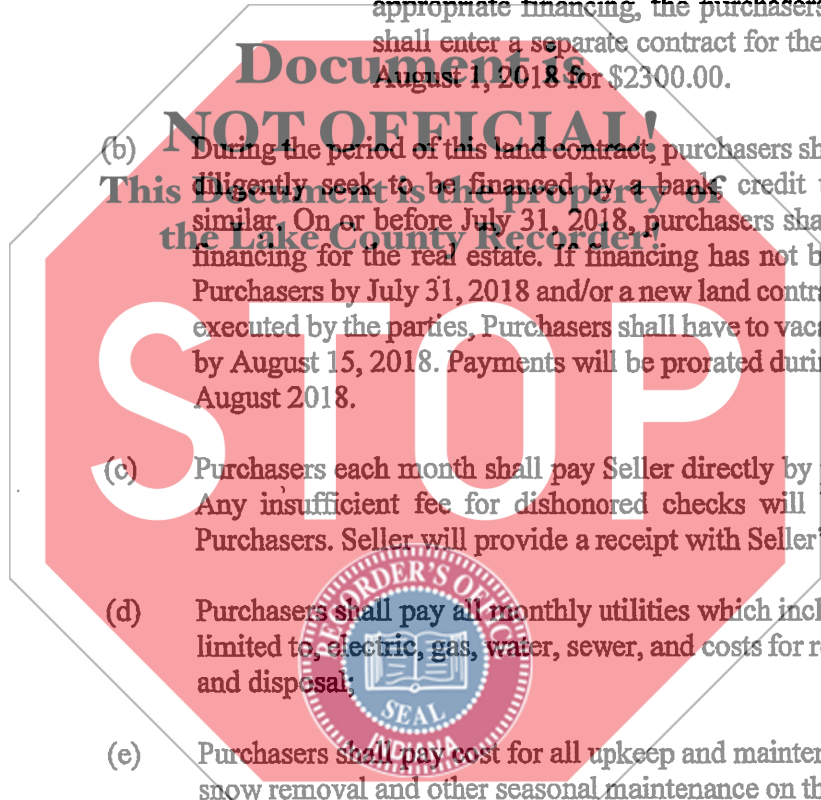 appropriate financing, the purchasers
shall enter a separate contract for the
August 1, 2018 for $2300.00.
Document is
NOT OFFICIAL!
This Document is the property of
the Lake County Recorder!
(b) During the period of this land contract, purchasers sh
diligently seek to be financed by a bank, credit
similar. On or before July 31, 2018, purchasers sha
financing for the real estate. If financing has not b
Purchasers by July 31, 2018 and/or a new land contra
executed by the parties, Purchasers shall have to vaca
by August 15, 2018. Payments will be prorated duri
August 2018.
STOP
(c) Purchasers each month shall pay Seller directly by
Any insufficient fee for dishonored checks will
Purchasers. Seller will provide a receipt with Seller'
(d) Purchasers shall pay all monthly utilities which incl
limited to, electric, gas, water, sewer, and costs for r
and disposal;
RECORDER'S OFFIC
SEAL
INDIANA
(e) Purchasers shall pay cost for all upkeep and mainten
snow removal and other seasonal maintenance on th